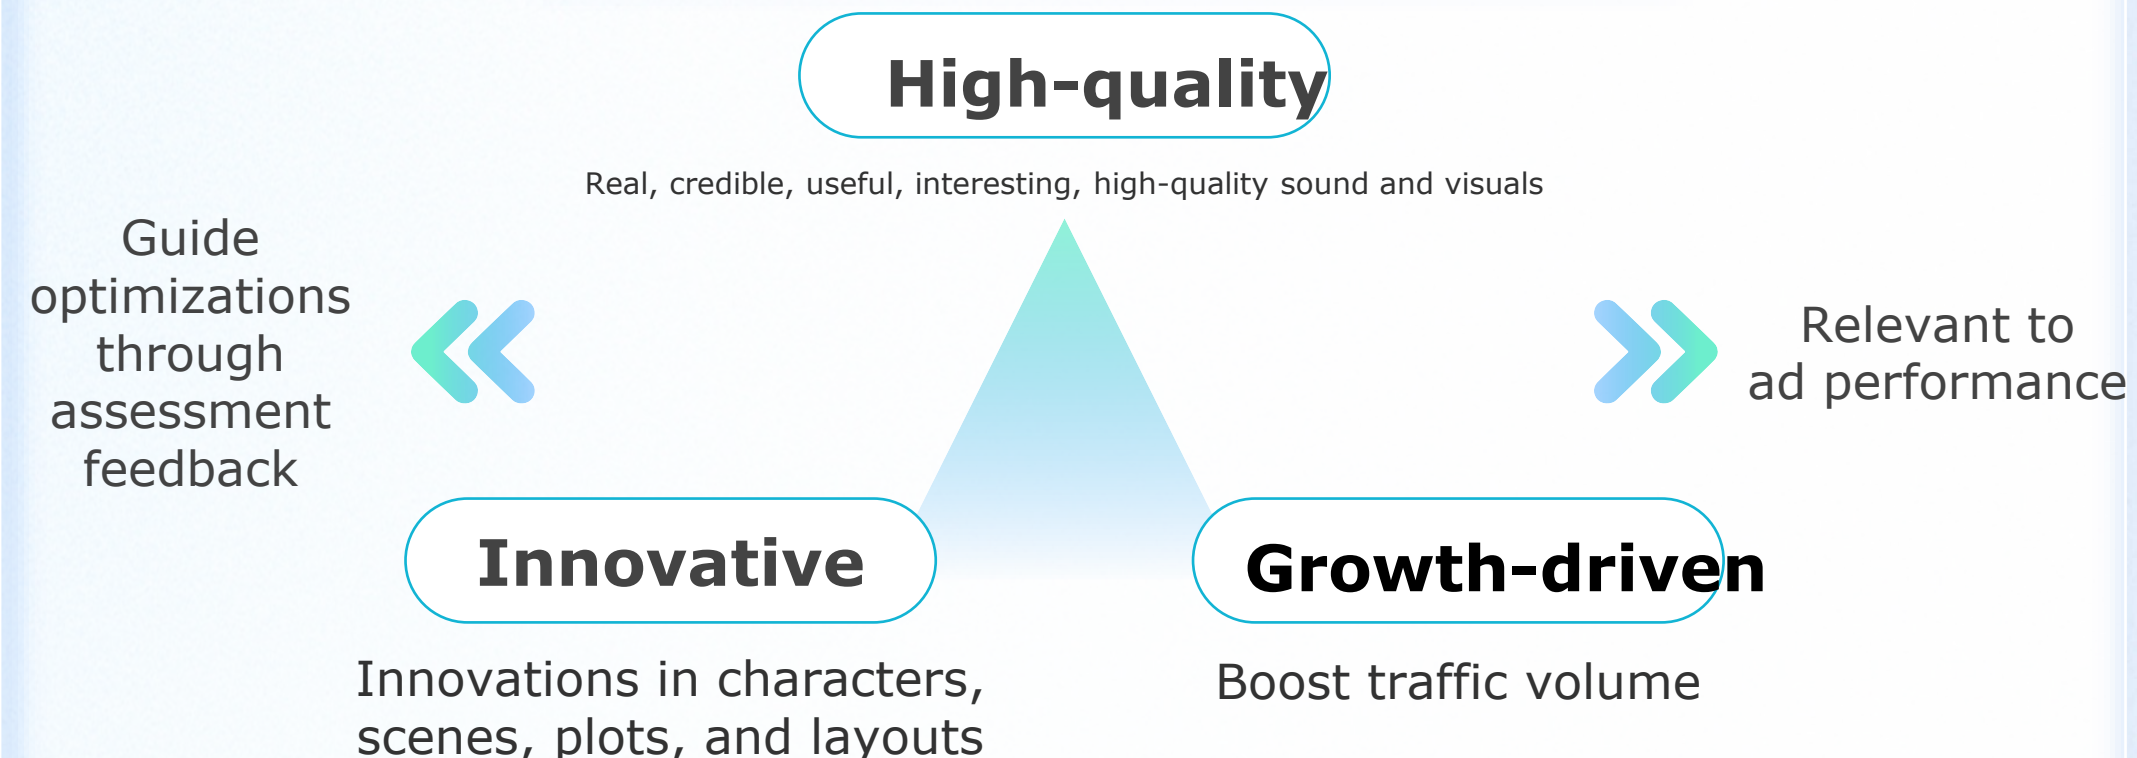 High-quality
Real, credible, useful, interesting, high-quality sound and visuals
Guide
optimizations
through
assessment
feedback
Relevant to
ad performance
Innovative
Growth-driven
Innovations in characters,
scenes, plots, and layouts
Boost traffic volume